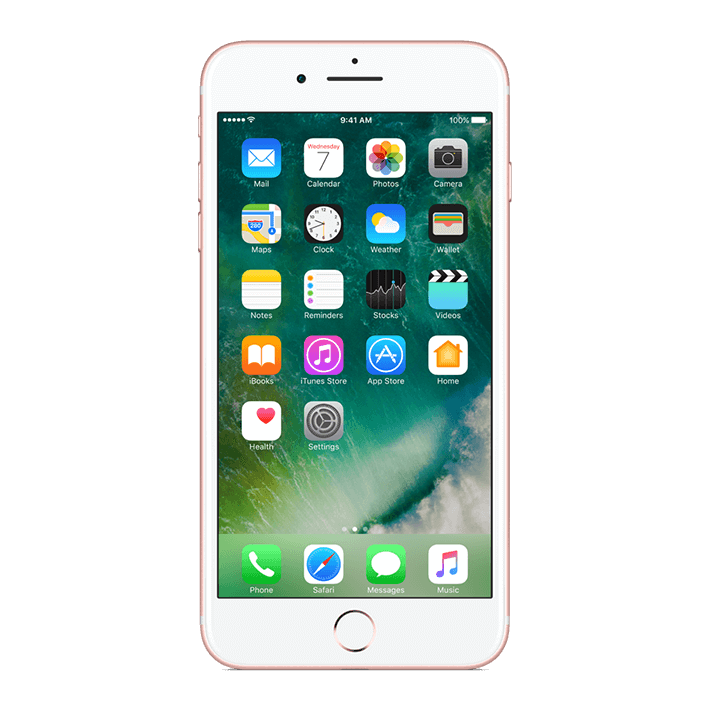 9:41 AM 100%
Wednesday
7
Mail Calendar Photos Camera
280
Maps Clock Weather Wallet
Notes Reminders Stocks Videos
iBooks iTunes Store App Store Home
Health Settings
Phone Safari Messages Music